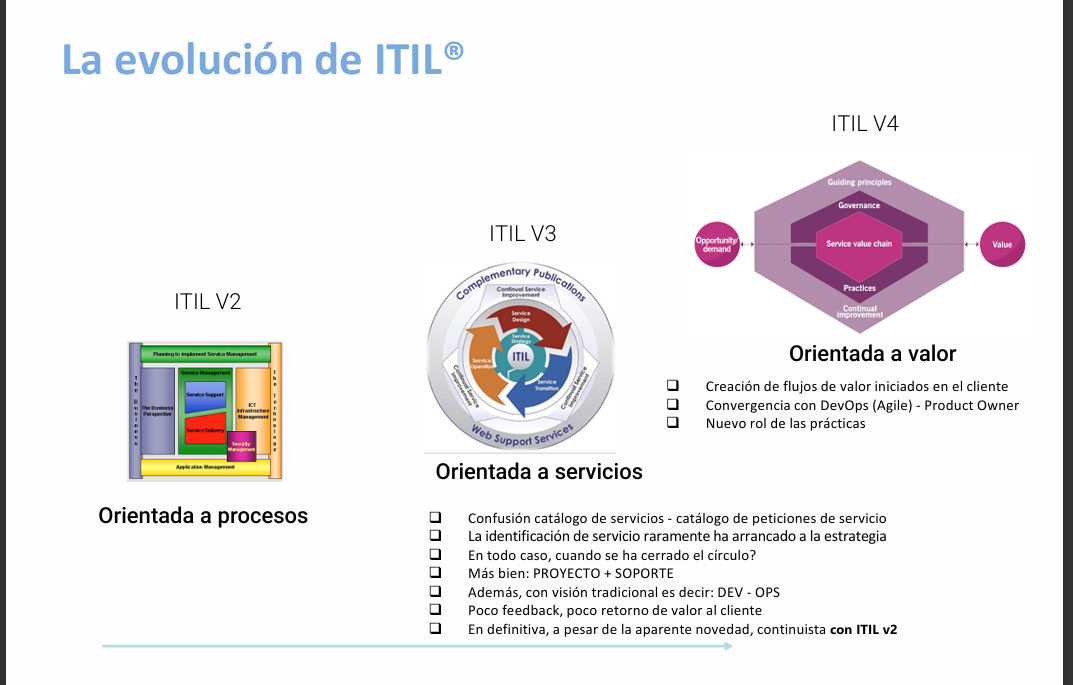 La evolución de ITIL®
ITIL V2
Planning to Implement Service Management
The Business
The Business Perspective
Service Management
Service Support
Service Delivery
ICT Infrastructure Management
Security Management
The Technology
Application Management
Orientada a procesos
ITIL V3
Complementary Publications
Continual Service Improvement
Service Design
Service Strategy
ITIL
Service Operation
Service Transition
Continual Service Improvement
Continual Service Improvement
Web Support Services
Orientada a servicios
Confusión catálogo de servicios - catálogo de peticiones de servicio
La identificación de servicio raramente ha arrancado a la estrategia
En todo caso, cuando se ha cerrado el círculo?
Más bien: PROYECTO + SOPORTE
Además, con visión tradicional es decir: DEV - OPS
Poco feedback, poco retorno de valor al cliente
En definitiva, a pesar de la aparente novedad, continuista con ITIL v2
ITIL V4
Guiding principles
Governance
Opportunity/
demand
Service value chain
Value
Practices
Continual
improvement
Orientada a valor
Creación de flujos de valor iniciados en el cliente
Convergencia con DevOps (Agile) - Product Owner
Nuevo rol de las prácticas